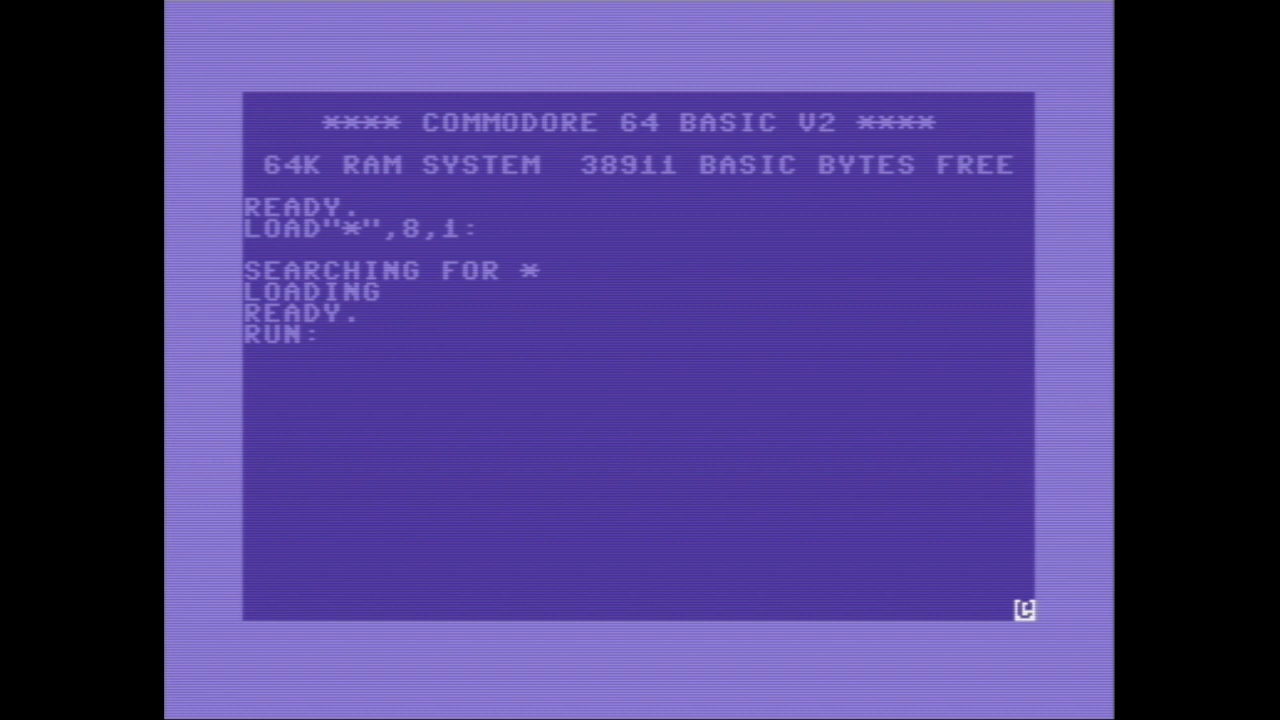 **** COMMODORE 64 BASIC V2 ****
64K RAM SYSTEM  38911 BASIC BYTES FREE
READY.
LOAD"*",8,1:
SEARCHING FOR *
LOADING
READY.
RUN: